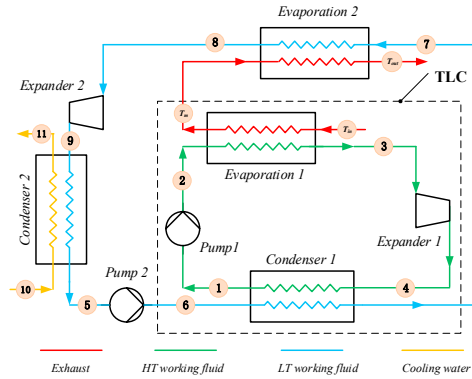 Evaporation 2
8
7
T_out
TLC
Expander 2
T_in
T_in
11
9
3
Evaporation 1
2
Condenser 2
Expander 1
Pump1
Condenser 1
Pump 2
1
4
10
5
6
Exhaust
HT working fluid
LT working fluid
Cooling water